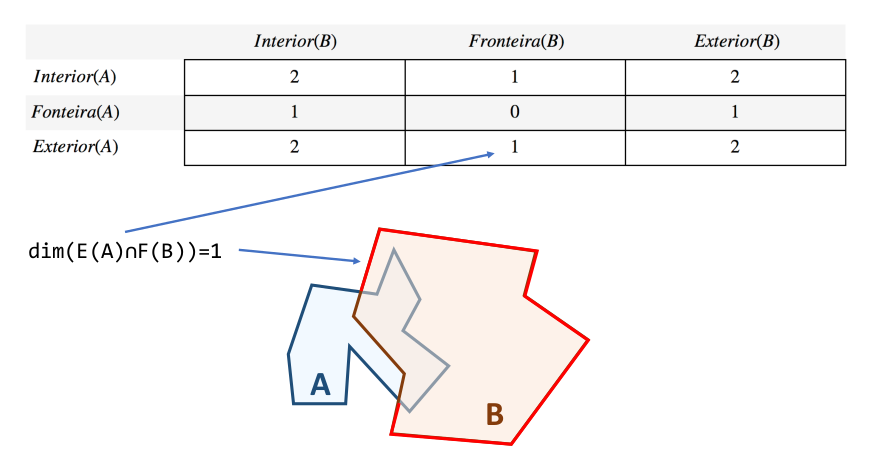 Interior(B) Fronteira(B) Exterior(B)
Interior(A) 2 1 2
Fonteira(A) 1 0 1
Exterior(A) 2 1 2
dim(E(A)∩F(B))=1
A
B